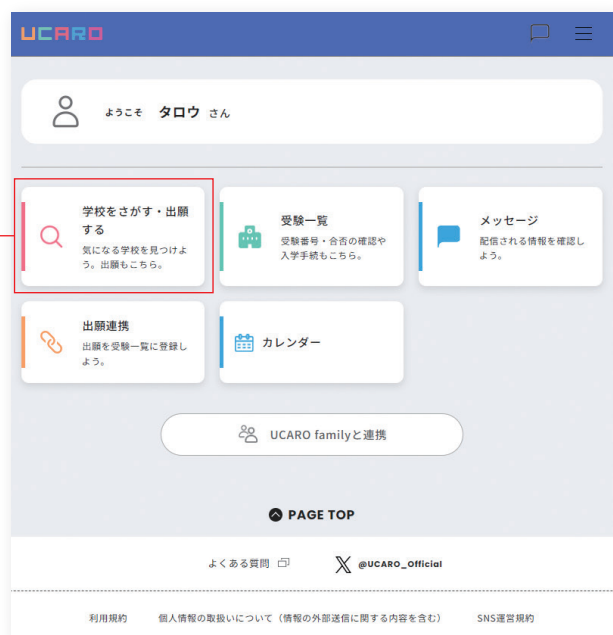 UCARO
ようこそ タロウ さん
学校をさがす・出願
する
気になる学校を見つけよ
う。出願もこちら。
受験一覧
受験番号・合否の確認や
入学手続もこちら。
メッセージ
配信される情報を確認し
よう。
出願連携
出願を受験一覧に登録し
よう。
カレンダー
UCARO familyと連携
PAGE TOP
よくある質問 @UCARO_Official
利用規約 個人情報の取扱いについて（情報の外部送信に関する内容を含む） SNS運営規約